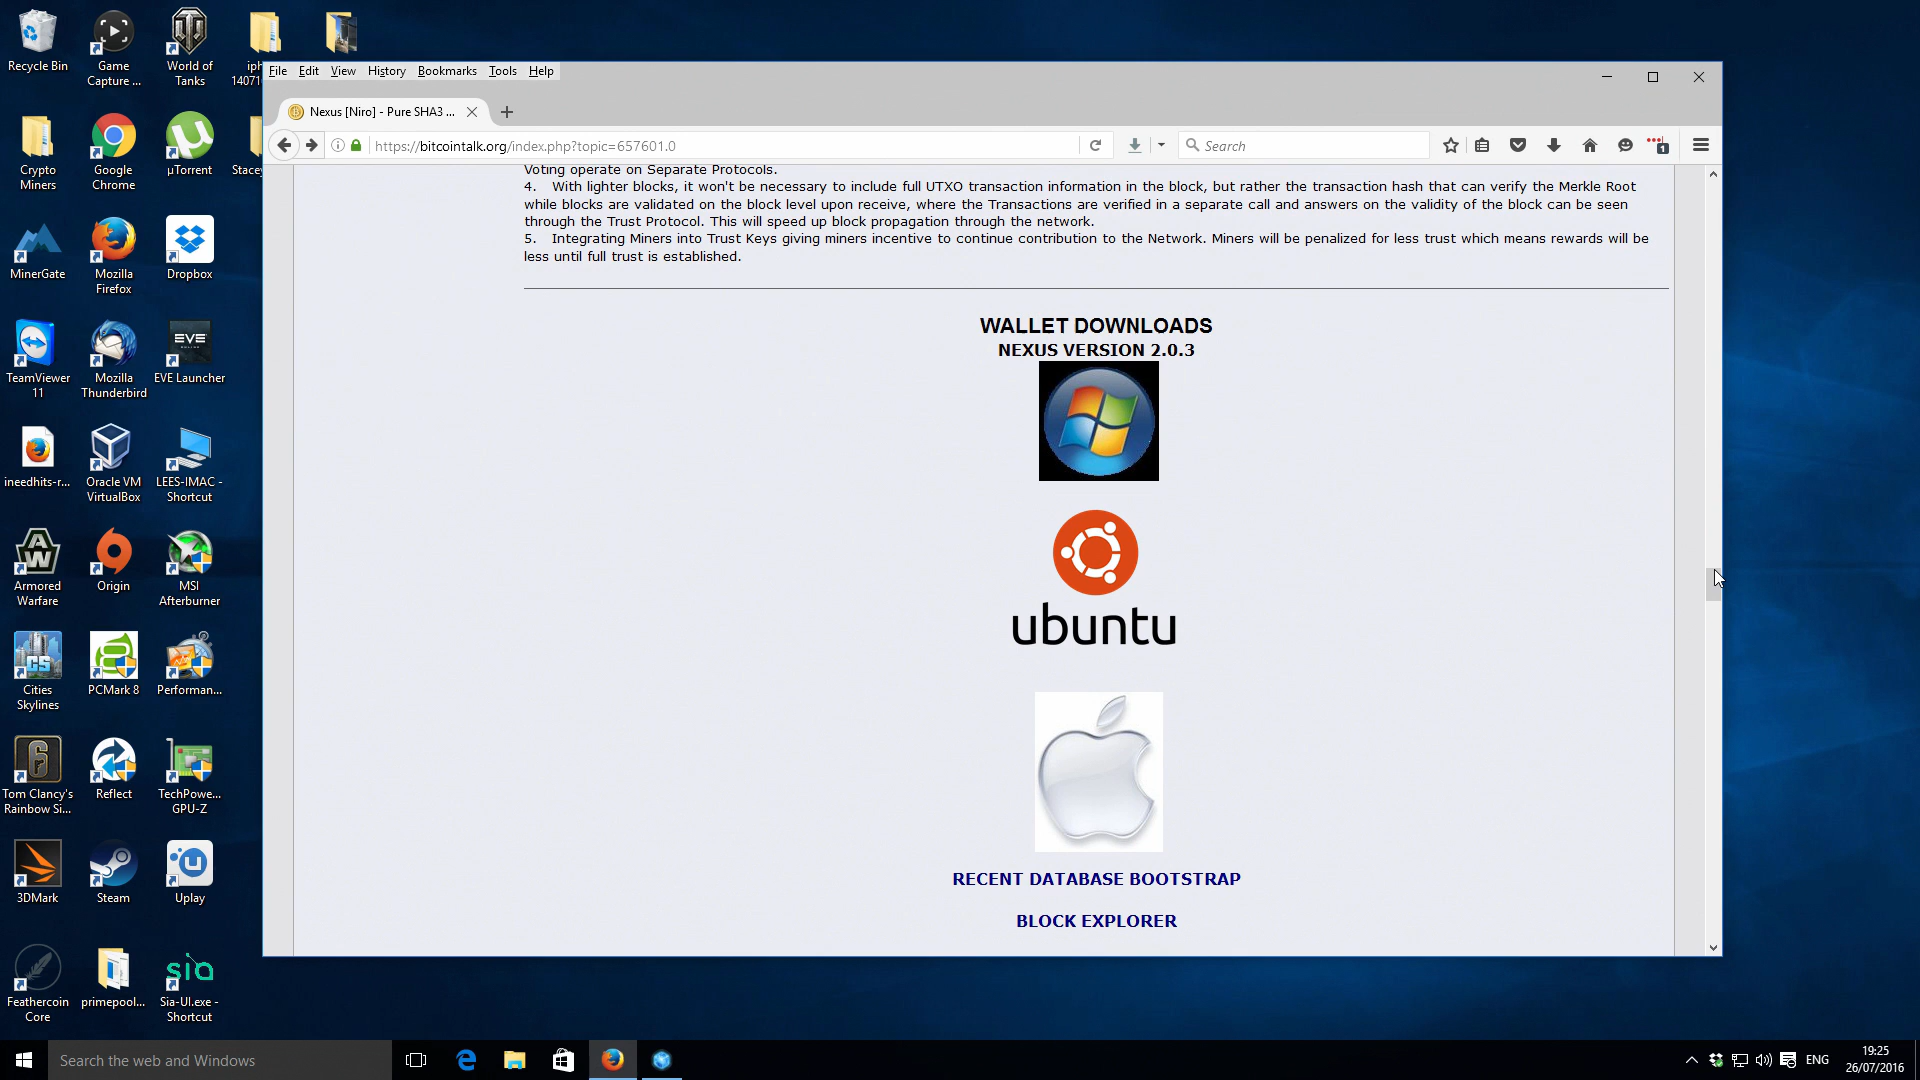 Recycle Bin
Game
Capture ...
World of
Tanks
iph
14071
Crypto
Miners
Google
Chrome
µTorrent
Stacey
MinerGate
Mozilla
Firefox
Dropbox
TeamViewer
11
Mozilla
Thunderbird
EVE
EVE Launcher
ineedhits-r...
Oracle VM
VirtualBox
LEES-IMAC -
Shortcut
AW
Armored
Warfare
Origin
MSI
Afterburner
CS
Cities
Skylines
PCMark 8
Performan...
6
Tom Clancy's
Rainbow Si...
Reflect
TechPowe...
GPU-Z
3DMark
Steam
Uplay
Feathercoin
Core
primepool...
sia
Sia-UI.exe -
Shortcut
File Edit View History Bookmarks Tools Help
Nexus [Niro] - Pure SHA3 ...
https://bitcointalk.org/index.php?topic=657601.0
Search
1
Voting operate on Separate Protocols.
4. With lighter blocks, it won't be necessary to include full UTXO transaction information in the block, but rather the transaction hash that can verify the Merkle Root
while blocks are validated on the block level upon receive, where the Transactions are verified in a separate call and answers on the validity of the block can be seen
through the Trust Protocol. This will speed up block propagation through the network.
5. Integrating Miners into Trust Keys giving miners incentive to continue contribution to the Network. Miners will be penalized for less trust which means rewards will be
less until full trust is established.
WALLET DOWNLOADS
NEXUS VERSION 2.0.3
ubuntu
RECENT DATABASE BOOTSTRAP
BLOCK EXPLORER
Search the web and Windows
ENG
19:25
26/07/2016